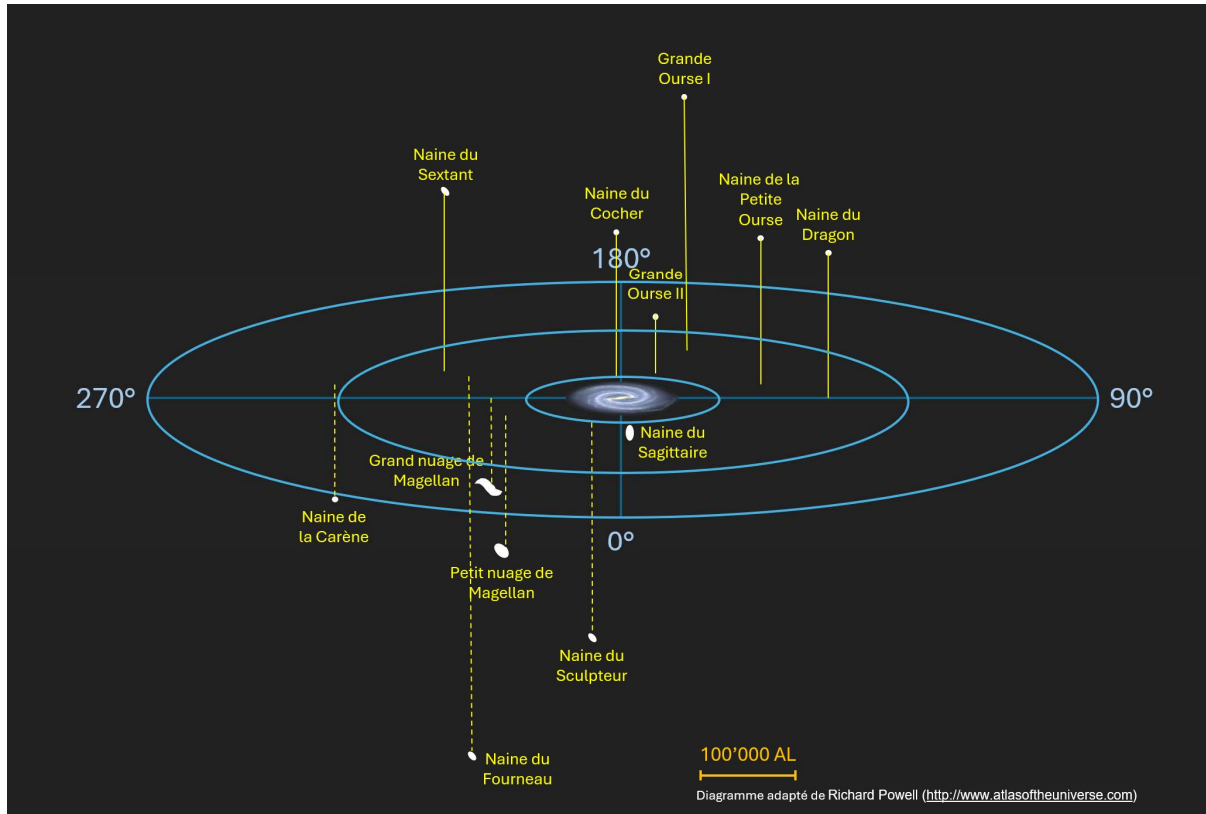 Grande
Ourse I
Naine du
Sextant
Naine du
Cocher
Naine de la
Petite
Ourse
Naine du
Dragon
180°
Grande
Ourse II
270°
90°
Naine du
Sagittaire
Grand nuage de
Magellan
Naine de
la Carène
0°
Petit nuage de
Magellan
Naine du
Sculpteur
Naine du
Fourneau
100’000 AL
Diagramme adapté de Richard Powell (http://www.atlasoftheuniverse.com)